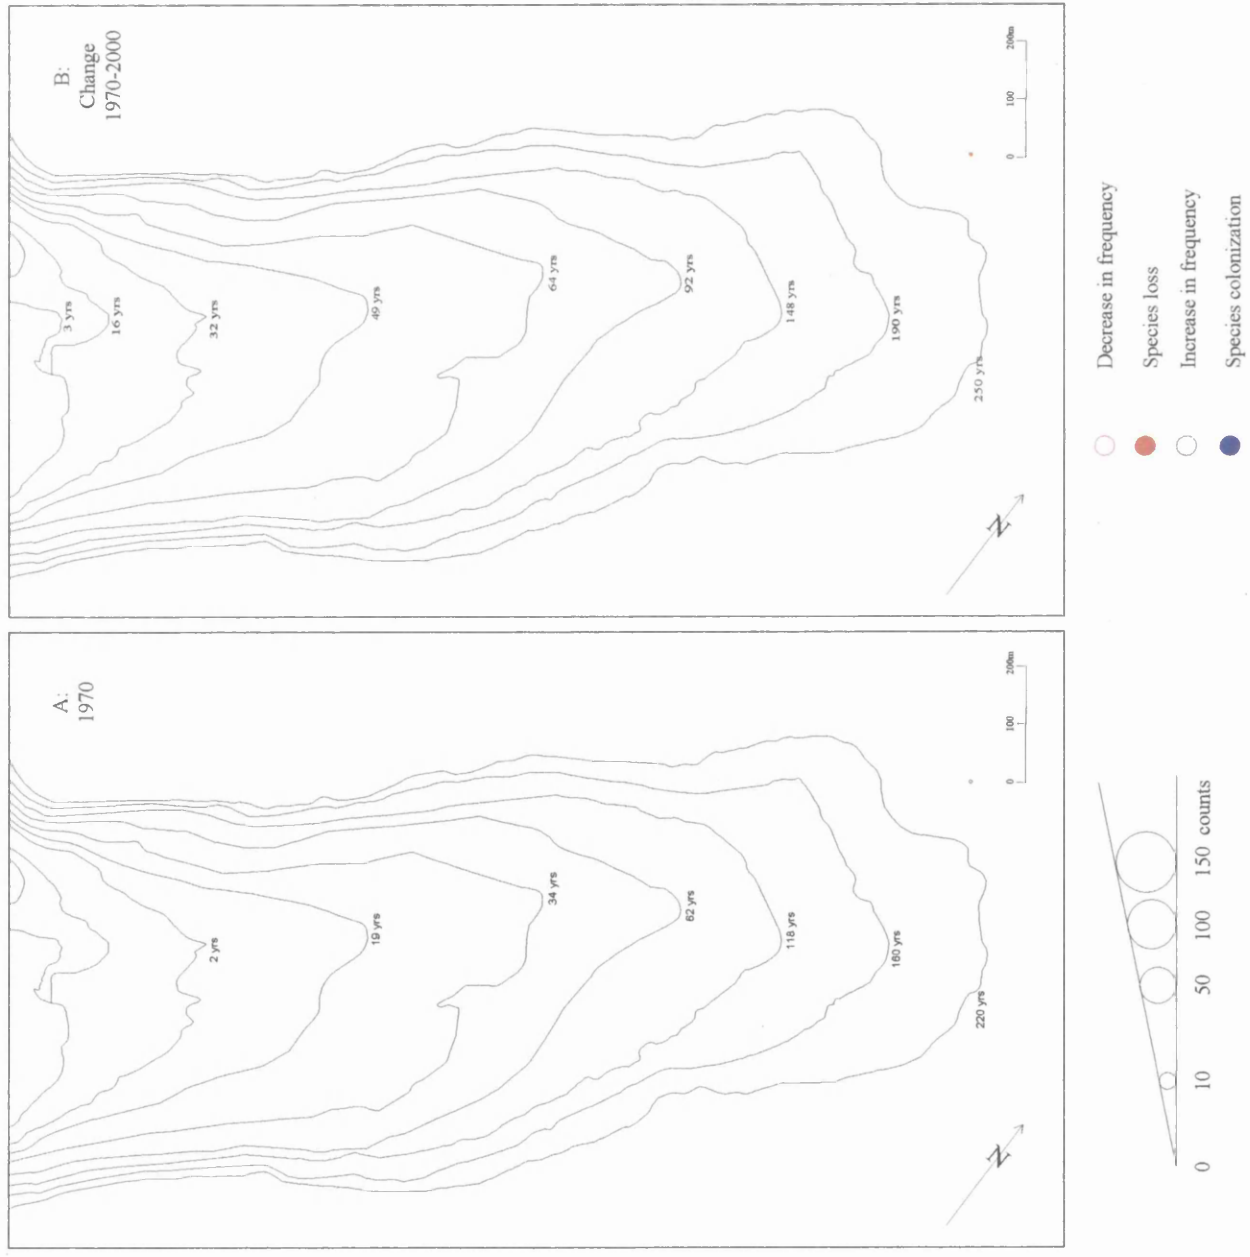 A:
1970
2 yrs
19 yrs
34 yrs
62 yrs
118 yrs
160 yrs
220 yrs
N
0 100 200m
B:
Change
1970-2000
3 yrs
16 yrs
32 yrs
49 yrs
64 yrs
92 yrs
148 yrs
190 yrs
250 yrs
N
0 100 200m
0 10 50 100 150 counts
Decrease in frequency
Species loss
Increase in frequency
Species colonization